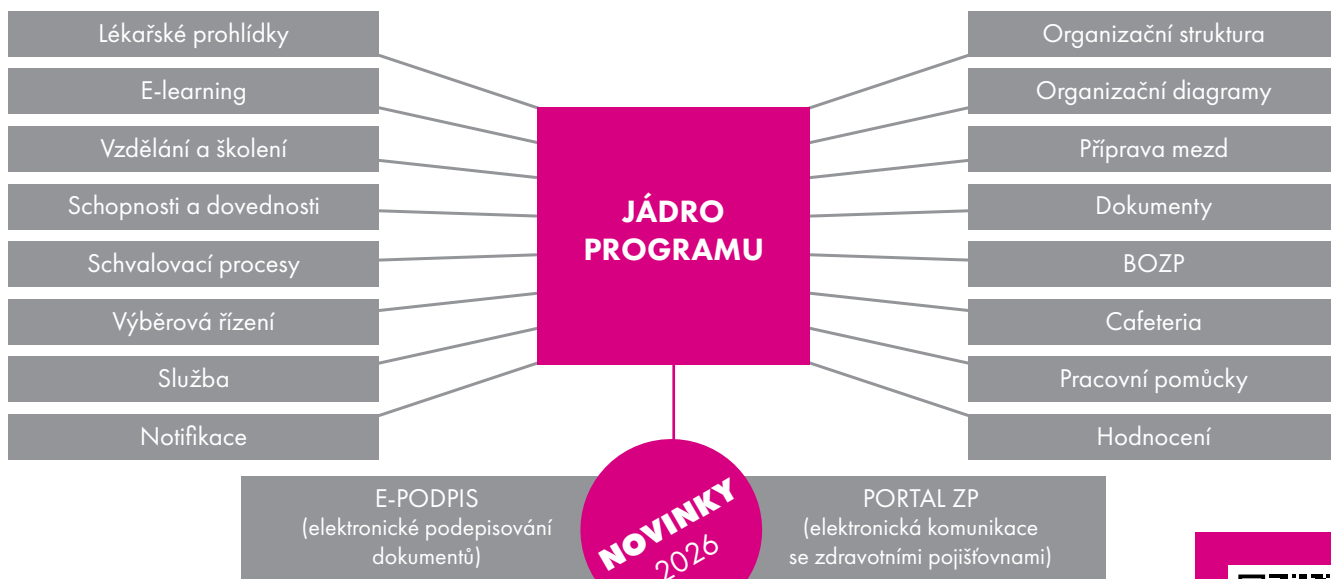 Lékařské prohlídky
E-learning
Vzdělání a školení
Schopnosti a dovednosti
Schvalovací procesy
Výběrová řízení
Služba
Notifikace
JÁDRO
PROGRAMU
Organizační struktura
Organizační diagramy
Příprava mezd
Dokumenty
BOZP
Cafeteria
Pracovní pomůcky
Hodnocení
E-PODPIS
(elektronické podepisování
dokumentů)
NOVINKY
2026
PORTAL ZP
(elektronická komunikace
se zdravotními pojišťovnami)